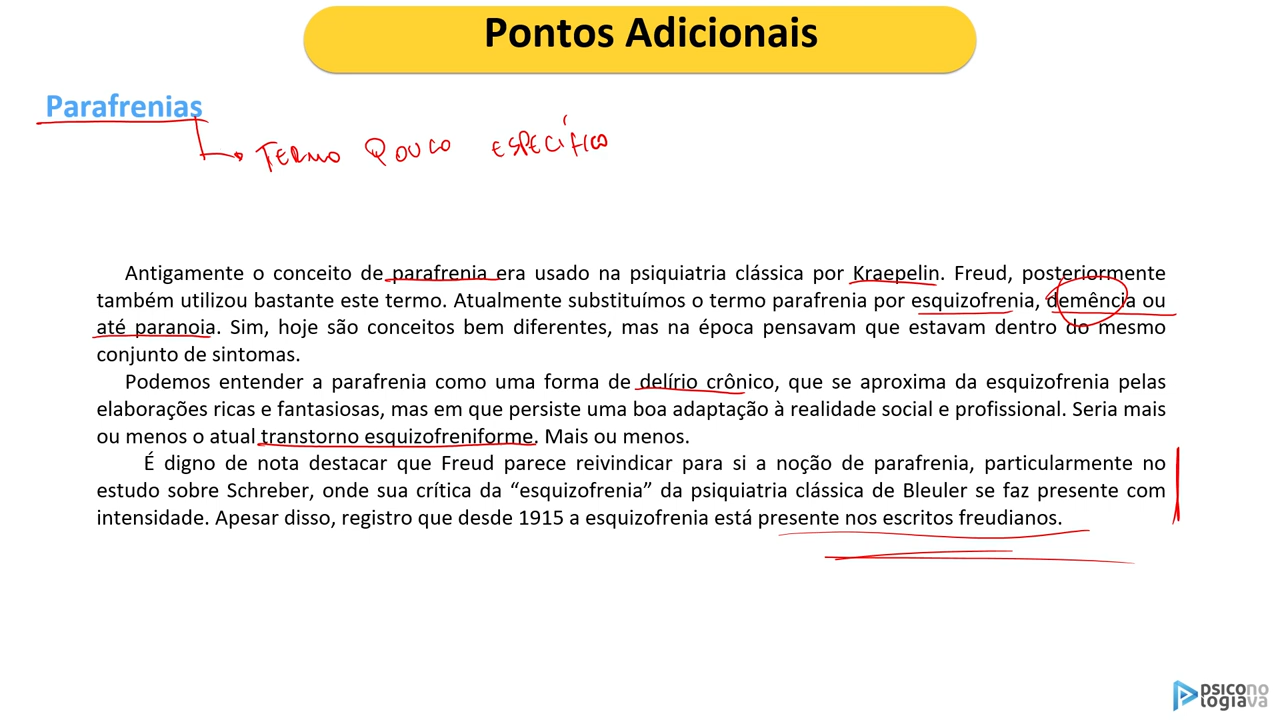 Pontos Adicionais
Parafrenias
TERMO POUCO ESPECÍFICO
Antigamente o conceito de parafrenia era usado na psiquiatria clássica por Kraepelin. Freud, posteriormente
também utilizou bastante este termo. Atualmente substituímos o termo parafrenia por esquizofrenia, demência ou
até paranoia. Sim, hoje são conceitos bem diferentes, mas na época pensavam que estavam dentro do mesmo
conjunto de sintomas.
Podemos entender a parafrenia como uma forma de delírio crônico, que se aproxima da esquizofrenia pelas
elaborações ricas e fantasiosas, mas em que persiste uma boa adaptação à realidade social e profissional. Seria mais
ou menos o atual transtorno esquizofreniforme. Mais ou menos.
É digno de nota destacar que Freud parece reivindicar para si a noção de parafrenia, particularmente no
estudo sobre Schreber, onde sua crítica da “esquizofrenia” da psiquiatria clássica de Bleuler se faz presente com
intensidade. Apesar disso, registro que desde 1915 a esquizofrenia está presente nos escritos freudianos.
psicono
logiava